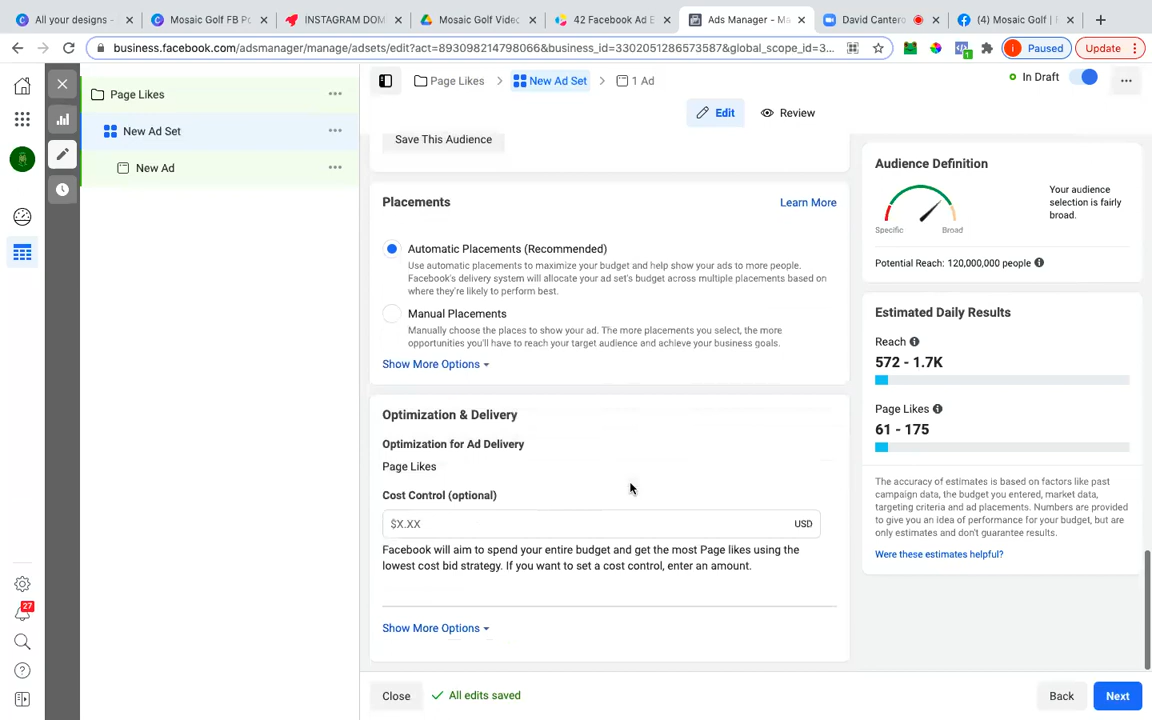 All your designs -
Mosaic Golf FB Po
INSTAGRAM DOM
Mosaic Golf Video
42 Facebook Ad E
Ads Manager - Ma
David Cantero
(4) Mosaic Golf |
business.facebook.com/adsmanager/manage/adsets/edit?act=893098214798066&business_id=3302051286573587&global_scope_id=3...
1
Paused
Update
Page Likes
New Ad Set
1 Ad
In Draft
Edit
Review
Page Likes
New Ad Set
New Ad
Save This Audience
Placements
Learn More
Automatic Placements (Recommended)
Use automatic placements to maximize your budget and help show your ads to more people.
Facebook's delivery system will allocate your ad set's budget across multiple placements based on
where they're likely to perform best.
Manual Placements
Manually choose the places to show your ad. The more placements you select, the more
opportunities you'll have to reach your target audience and achieve your business goals.
Show More Options
Optimization & Delivery
Optimization for Ad Delivery
Page Likes
Cost Control (optional)
$X.XX
USD
Facebook will aim to spend your entire budget and get the most Page likes using the
lowest cost bid strategy. If you want to set a cost control, enter an amount.
Show More Options
Audience Definition
Your audience
selection is fairly
broad.
Specific
Broad
Potential Reach: 120,000,000 people
Estimated Daily Results
Reach
572 - 1.7K
Page Likes
61 - 175
The accuracy of estimates is based on factors like past
campaign data, the budget you entered, market data,
targeting criteria and ad placements. Numbers are provided
to give you an idea of performance for your budget, but are
only estimates and don't guarantee results.
Were these estimates helpful?
27
Close
All edits saved
Back
Next